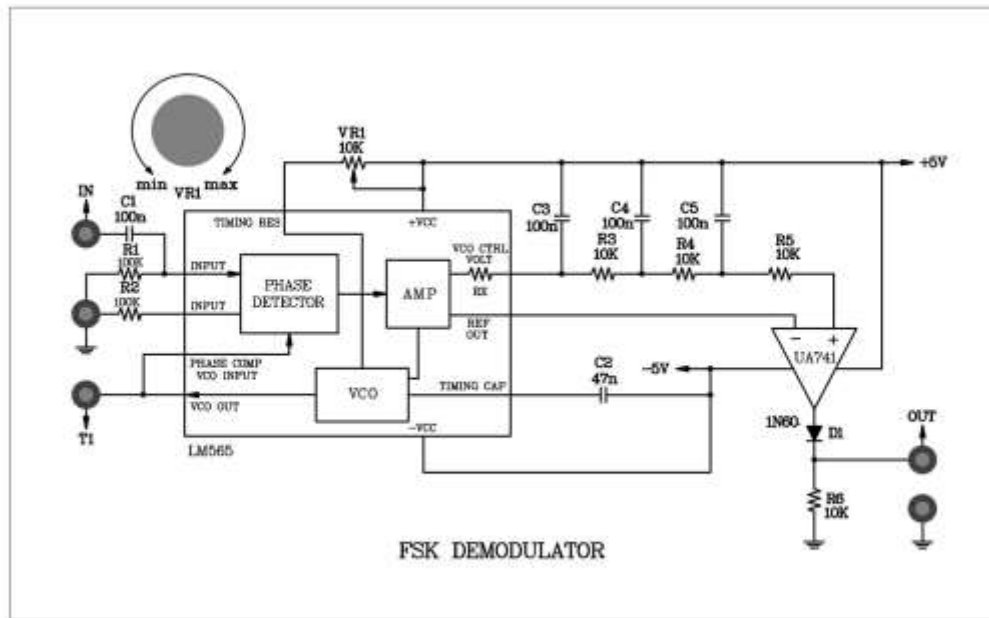 VR1
10K
+5V
IN
min
max
VR1
C1
100n
TIMING RES
+VCC
C3
100n
C4
100n
C5
100n
R1
100K
R3
10K
R4
10K
R5
10K
VCO CTRL
VOLT
RX
INPUT
PHASE
DETECTOR
AMP
R2
100K
INPUT
REF
OUT
- +
UA741
PHASE COMP
VCO INPUT
VCO
TIMING CAP
C2
47n
-5V
VCO OUT
T1
-VCC
LM565
1N60
D1
OUT
R6
10K
FSK DEMODULATOR